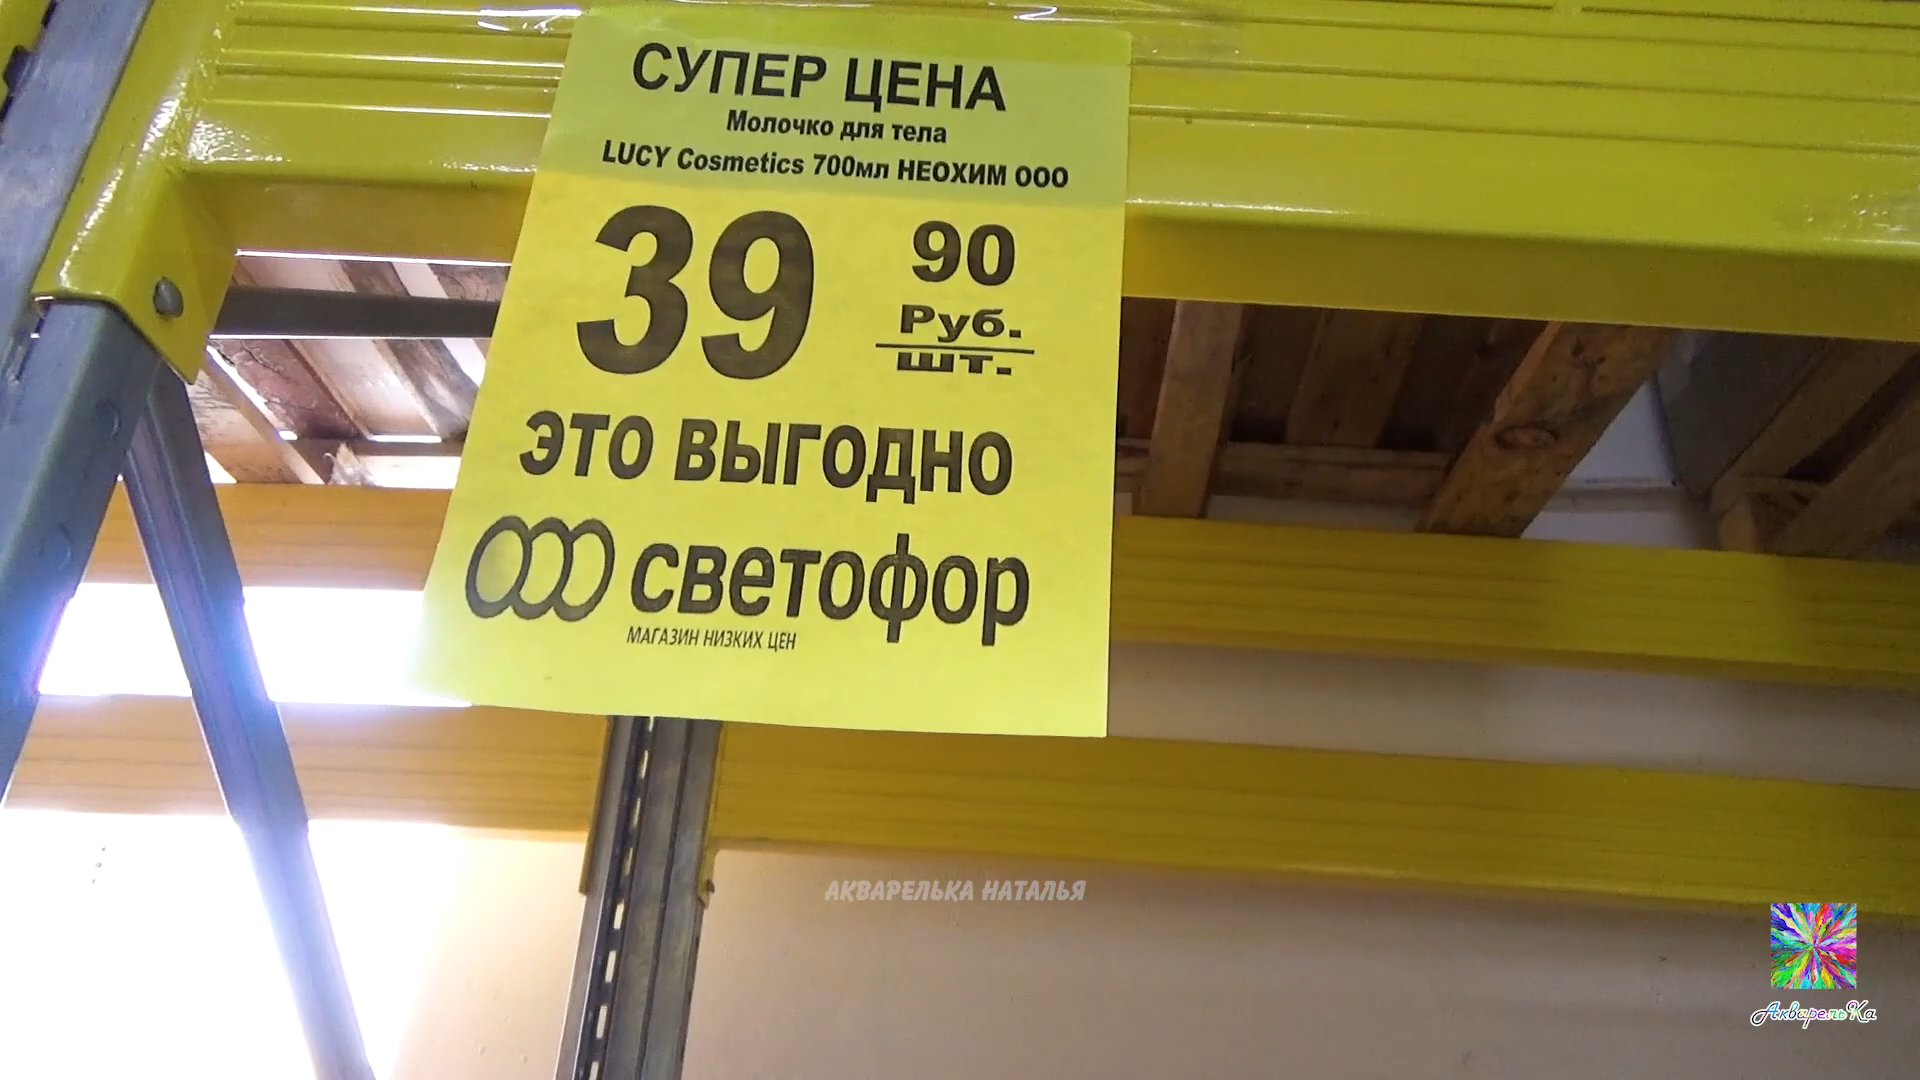 СУПЕР ЦЕНА
Молочко для тела
LUCY Cosmetics 700мл НЕОХИМ ООО
39 90
Руб.
шт.
это выгодно
светофор
МАГАЗИН НИЗКИХ ЦЕН
АКВАРЕЛЬКА НАТАЛЬЯ
АкварельКа